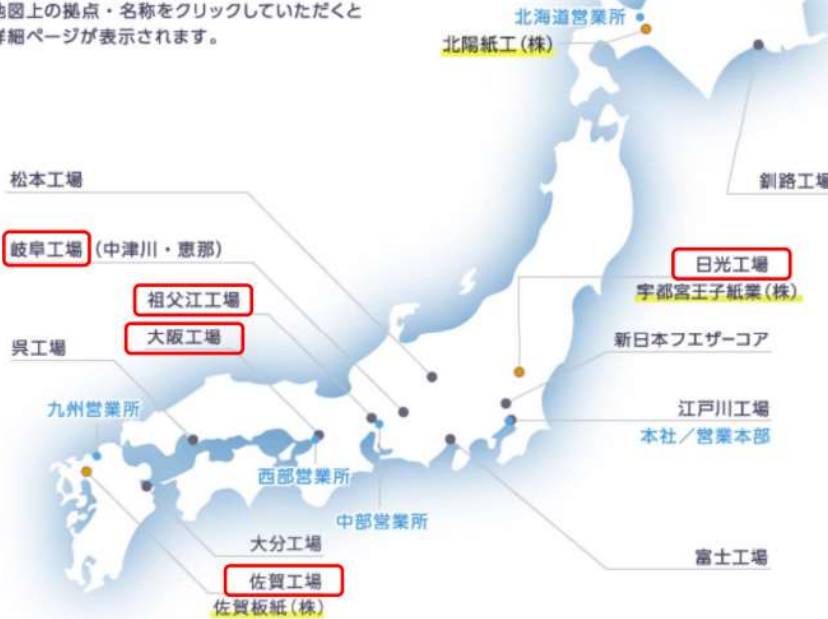 地図上の拠点・名称をクリックしていただくと
詳細ページが表示されます。
北海道営業所
北陽紙工(株)
松本工場
釧路工場
岐阜工場(中津川・恵那)
日光工場
宇都宮王子紙業(株)
祖父江工場
大阪工場
呉工場
新日本フエザーコア
九州営業所
江戸川工場
本社/営業本部
西部営業所
中部営業所
大分工場
富士工場
佐賀工場
佐賀板紙(株)